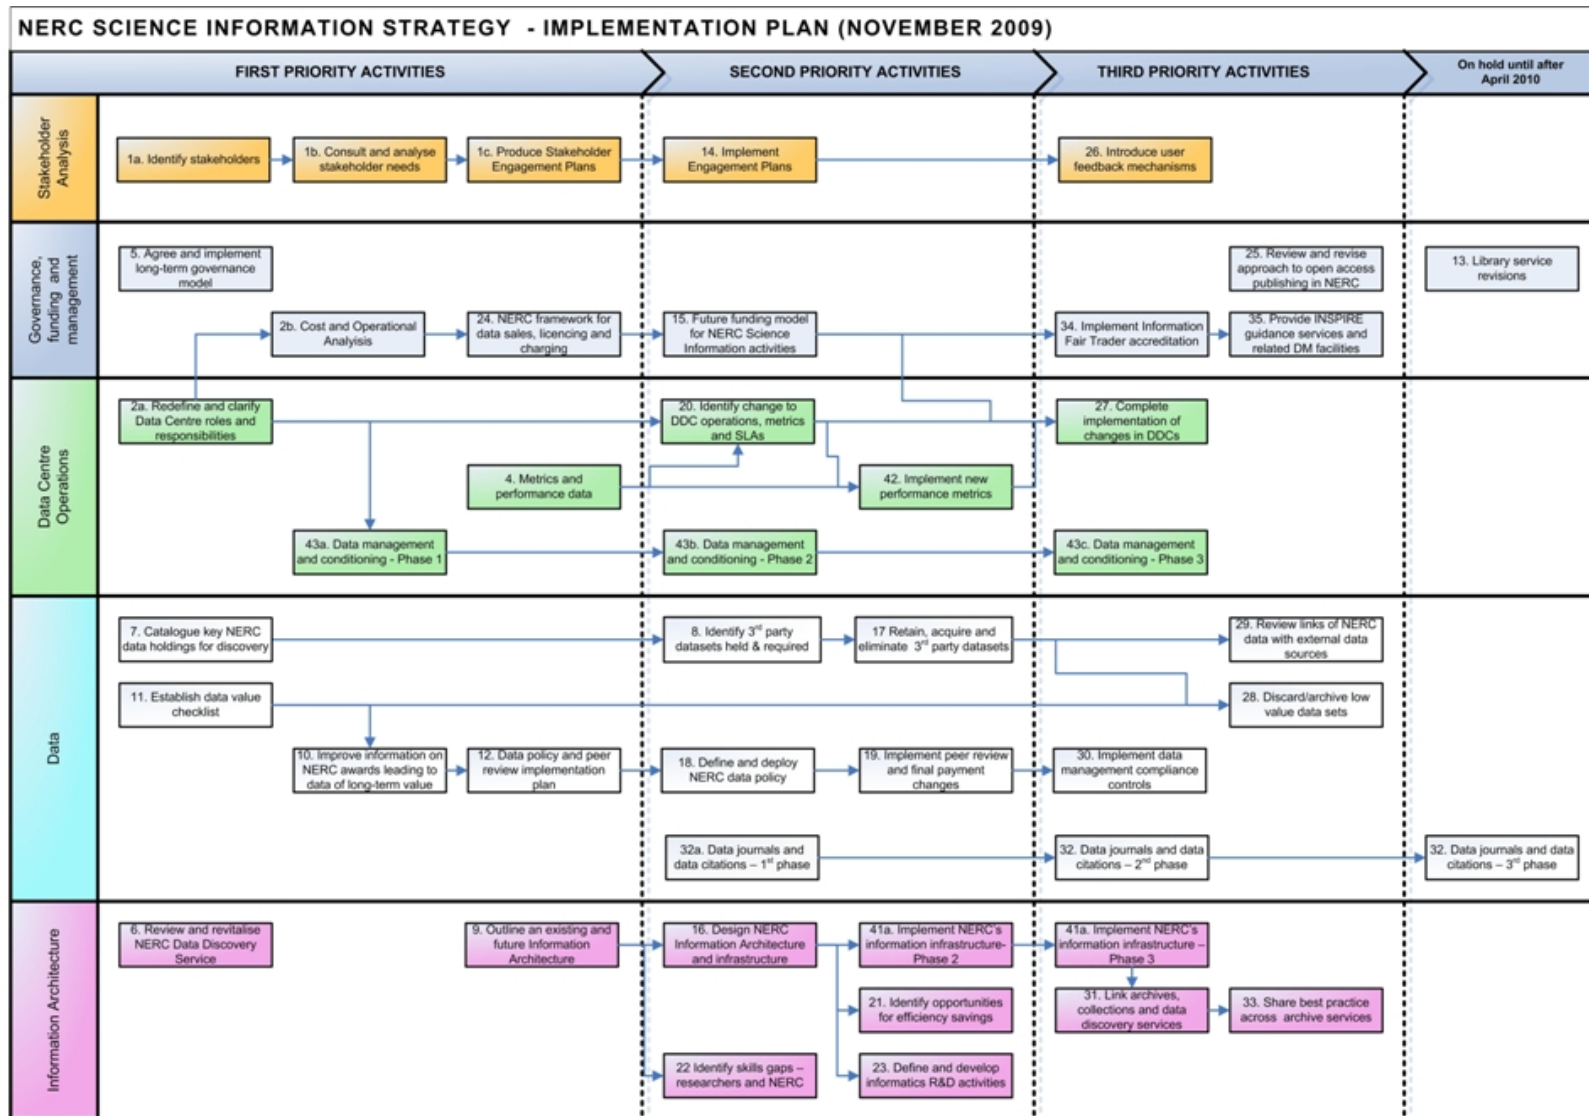 NERC SCIENCE INFORMATION STRATEGY - IMPLEMENTATION PLAN (NOVEMBER 2009)
FIRST PRIORITY ACTIVITIES
SECOND PRIORITY ACTIVITIES
THIRD PRIORITY ACTIVITIES
On hold until after
April 2010
Stakeholder
Analysis
1a. Identify stakeholders
1b. Consult and analyse
stakeholder needs
1c. Produce Stakeholder
Engagement Plans
14. Implement
Engagement Plans
26. Introduce user
feedback mechanisms
Governance,
funding and
management
5. Agree and implement
long-term governance
model
25. Review and revise
approach to open access
publishing in NERC
13. Library service
revisions
2b. Cost and Operational
Analyisis
24. NERC framework for
data sales, licencing and
charging
15. Future funding model
for NERC Science
Information activities
34. Implement Information
Fair Trader accreditation
35. Provide INSPIRE
guidance services and
related DM facilities
Data Centre
Operations
2a. Redefine and clarify
Data Centre roles and
responsibilities
20. Identify change to
DDC operations, metrics
and SLAs
27. Complete
implementation of
changes in DDCs
4. Metrics and
performance data
42. Implement new
performance metrics
43a. Data management
and conditioning - Phase 1
43b. Data management
and conditioning - Phase 2
43c. Data management
and conditioning - Phase 3
Data
7. Catalogue key NERC
data holdings for discovery
8. Identify 3rd party
datasets held & required
17 Retain, acquire and
eliminate 3rd party datasets
29. Review links of NERC
data with external data
sources
11. Establish data value
checklist
28. Discard/archive low
value data sets
10. Improve information on
NERC awards leading to
data of long-term value
12. Data policy and peer
review implementation
plan
18. Define and deploy
NERC data policy
19. Implement peer review
and final payment
changes
30. Implement data
management compliance
controls
32a. Data journals and
data citations – 1st phase
32. Data journals and data
citations – 2nd phase
32. Data journals and data
citations – 3rd phase
Information Architecture
6. Review and revitalise
NERC Data Discovery
Service
9. Outline an existing and
future Information
Architecture
16. Design NERC
Information Architecture
and infrastructure
41a. Implement NERC's
information infrastructure-
Phase 2
41a. Implement NERC's
information infrastructure –
Phase 3
21. Identify opportunities
for efficiency savings
31. Link archives,
collections and data
discovery services
33. Share best practice
across archive services
22 Identify skills gaps –
researchers and NERC
23. Define and develop
informatics R&D activities